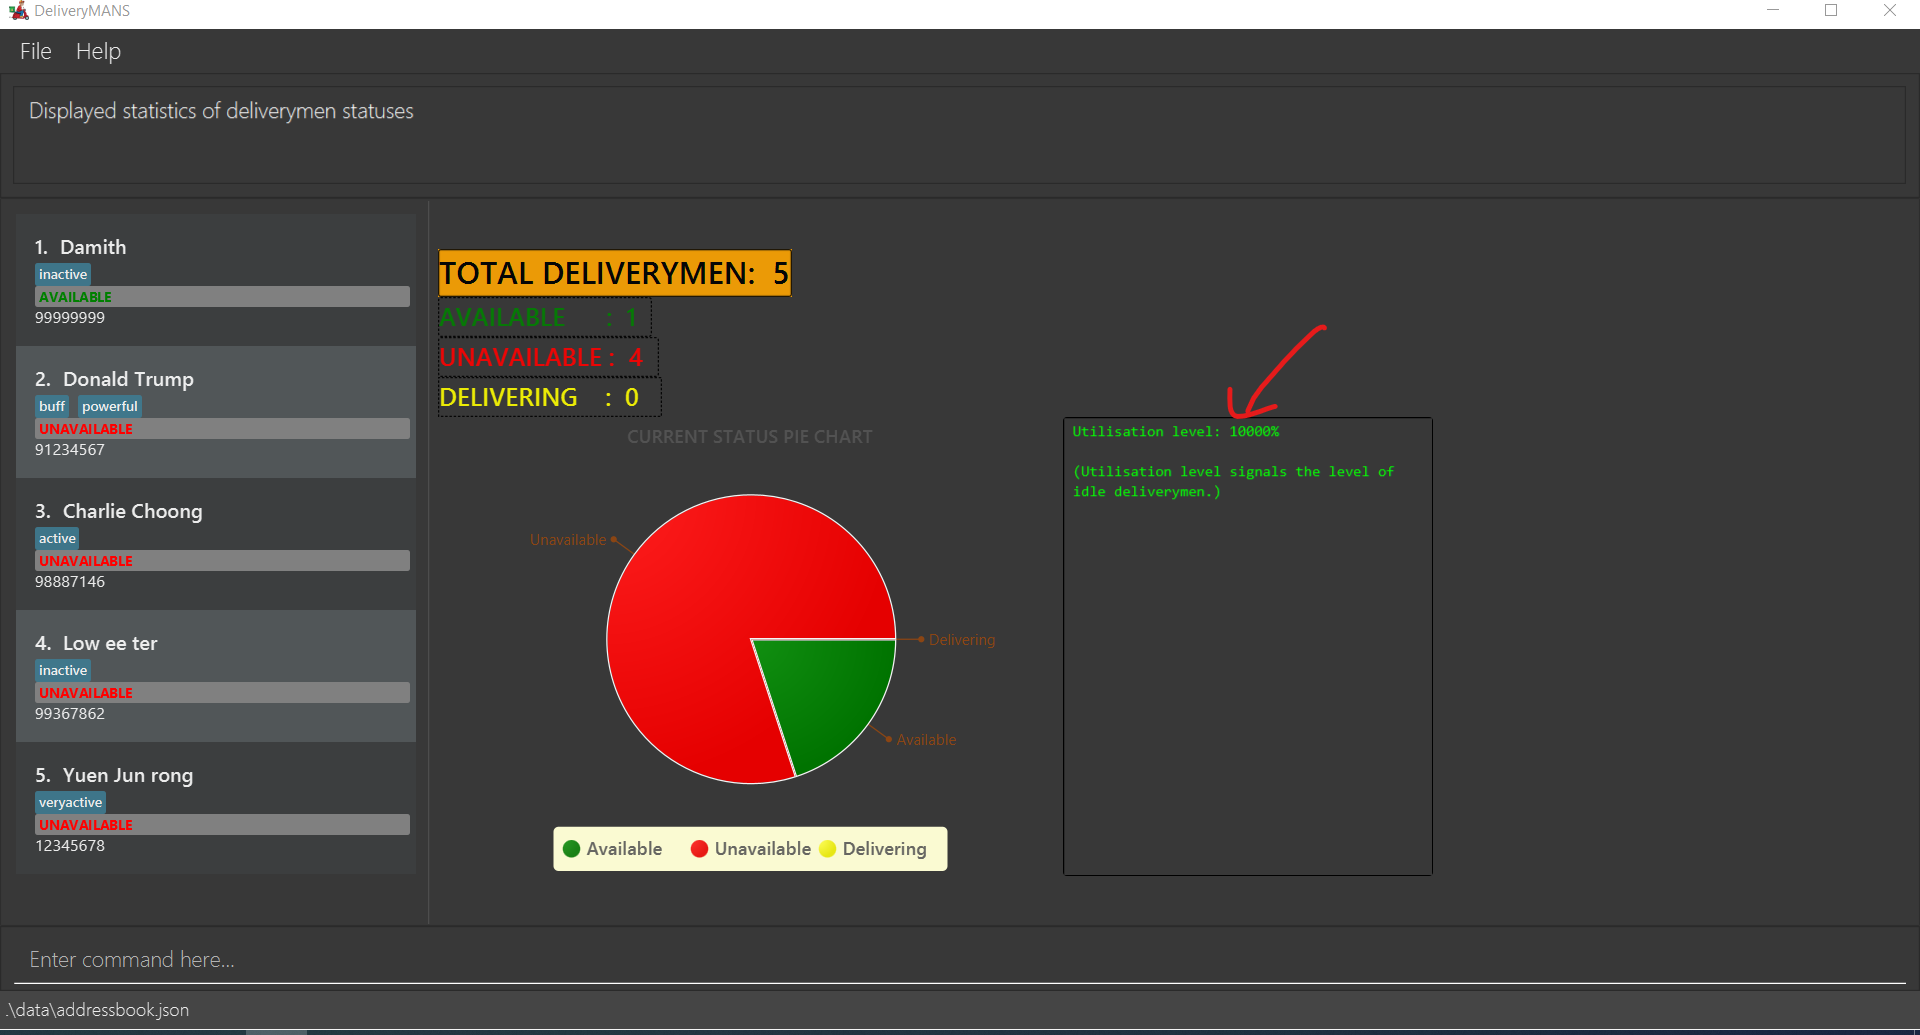 DeliveryMANS
File Help
Displayed statistics of deliverymen statuses
1. Damith
inactive
AVAILABLE
99999999
2. Donald Trump
buff powerful
UNAVAILABLE
91234567
3. Charlie Choong
active
UNAVAILABLE
98887146
4. Low ee ter
inactive
UNAVAILABLE
99367862
5. Yuen Jun rong
veryactive
UNAVAILABLE
12345678
TOTAL DELIVERYMEN: 5
AVAILABLE : 1
UNAVAILABLE : 4
DELIVERING : 0
CURRENT STATUS PIE CHART
Unavailable
Delivering
Available
Available Unavailable Delivering
Utilisation level: 10000%
(Utilisation level signals the level of
idle deliverymen.)
Enter command here...
.\data\addressbook.json